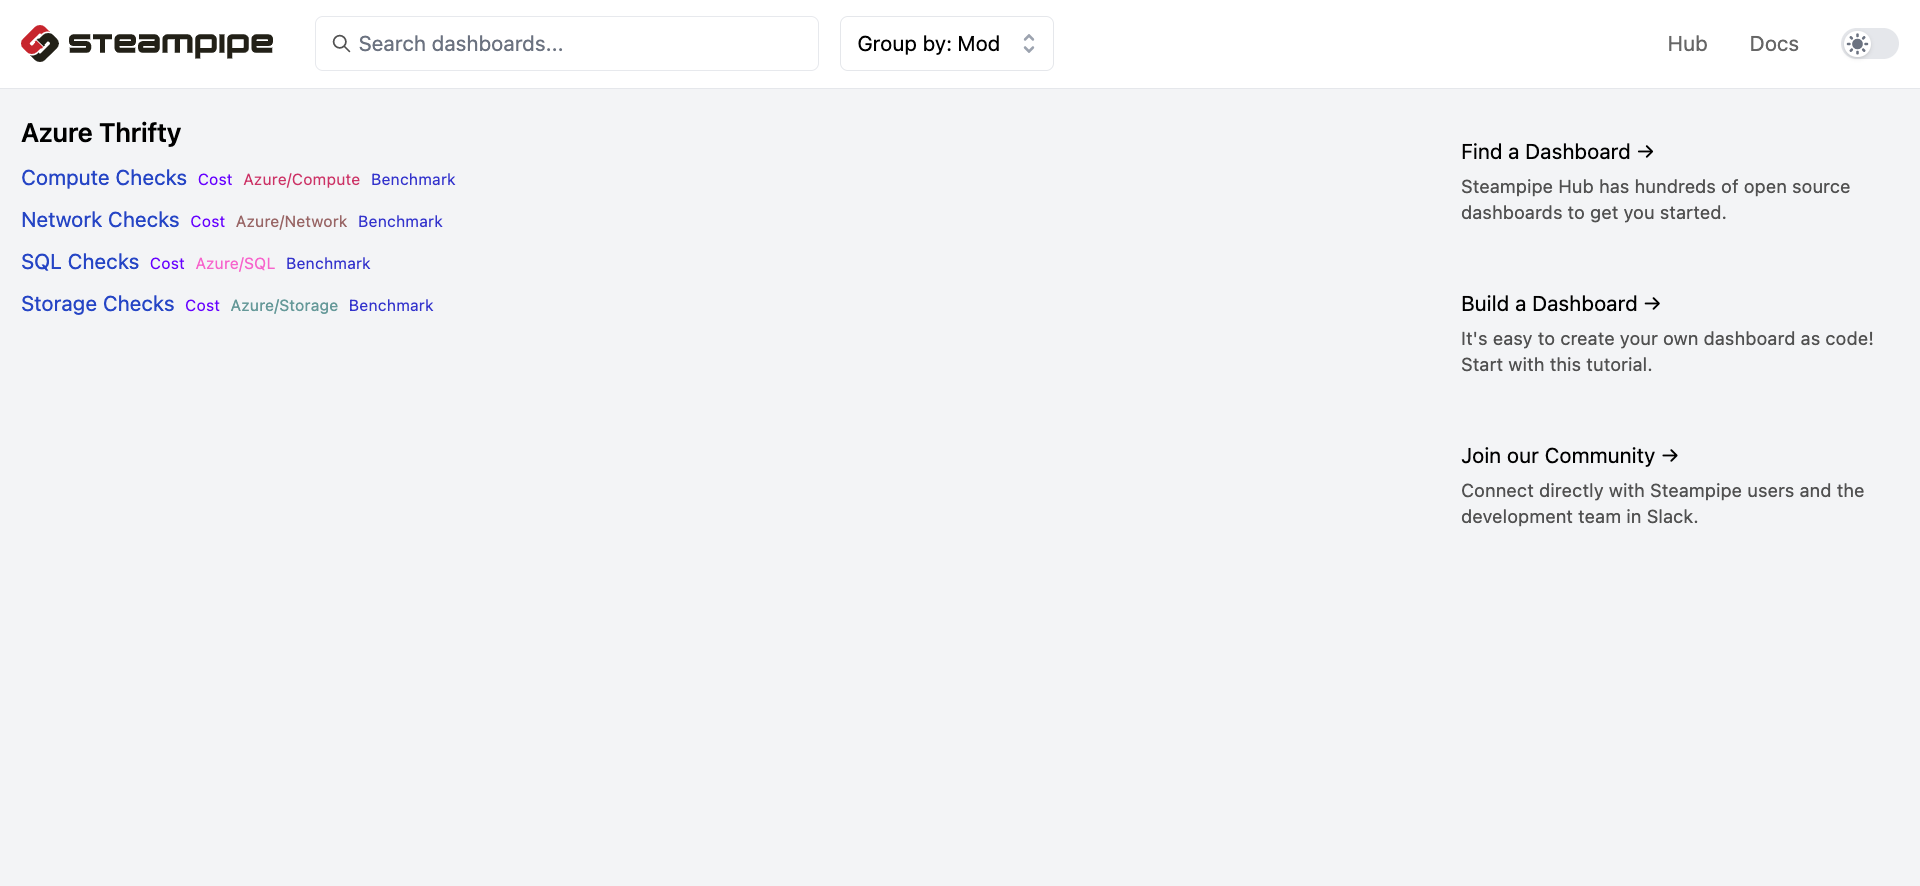 steampipe
Search dashboards...
Group by: Mod
Hub
Docs
Azure Thrifty
Compute Checks Cost Azure/Compute Benchmark
Network Checks Cost Azure/Network Benchmark
SQL Checks Cost Azure/SQL Benchmark
Storage Checks Cost Azure/Storage Benchmark
Find a Dashboard →
Steampipe Hub has hundreds of open source
dashboards to get you started.
Build a Dashboard →
It's easy to create your own dashboard as code!
Start with this tutorial.
Join our Community →
Connect directly with Steampipe users and the
development team in Slack.